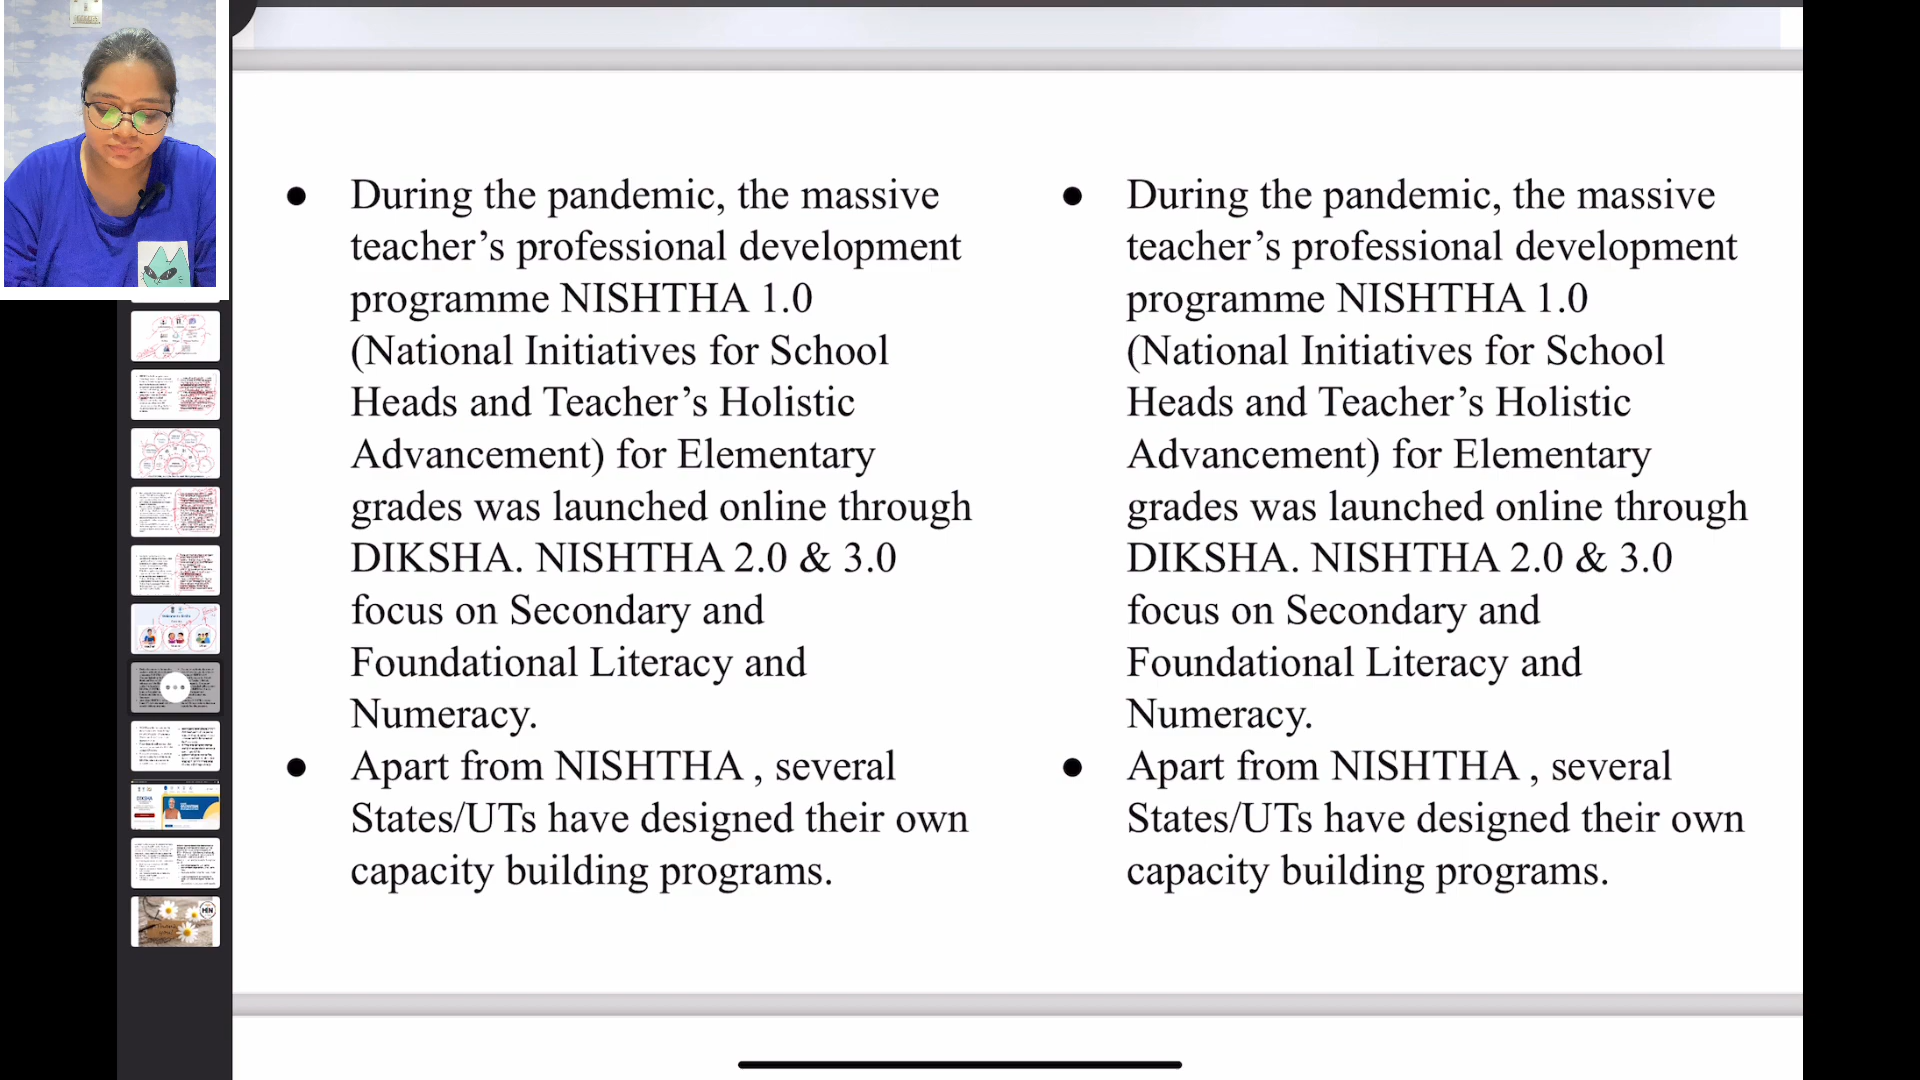 ● During the pandemic, the massive
teacher’s professional development
programme NISHTHA 1.0
(National Initiatives for School
Heads and Teacher’s Holistic
Advancement) for Elementary
grades was launched online through
DIKSHA. NISHTHA 2.0 & 3.0
focus on Secondary and
Foundational Literacy and
Numeracy.
● Apart from NISHTHA , several
States/UTs have designed their own
capacity building programs.
● During the pandemic, the massive
teacher’s professional development
programme NISHTHA 1.0
(National Initiatives for School
Heads and Teacher’s Holistic
Advancement) for Elementary
grades was launched online through
DIKSHA. NISHTHA 2.0 & 3.0
focus on Secondary and
Foundational Literacy and
Numeracy.
● Apart from NISHTHA , several
States/UTs have designed their own
capacity building programs.